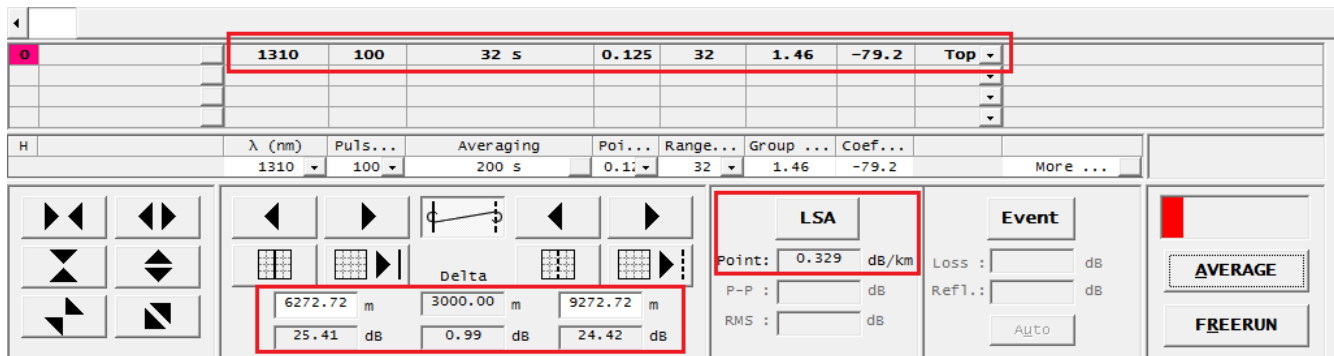 0 1310 100 32 s 0.125 32 1.46 -79.2 Top
H λ (nm) Puls... Averaging Poi... Range... Group ... Coef...
1310 100 200 s 0.12 32 1.46 -79.2 More ...
LSA Event
Point: 0.329 dB/km Loss : dB
Delta AVERAGE
P-P : dB Refl.: dB
6272.72 m 3000.00 m 9272.72 m
RMS : dB
25.41 dB 0.99 dB 24.42 dB Auto FREERUN